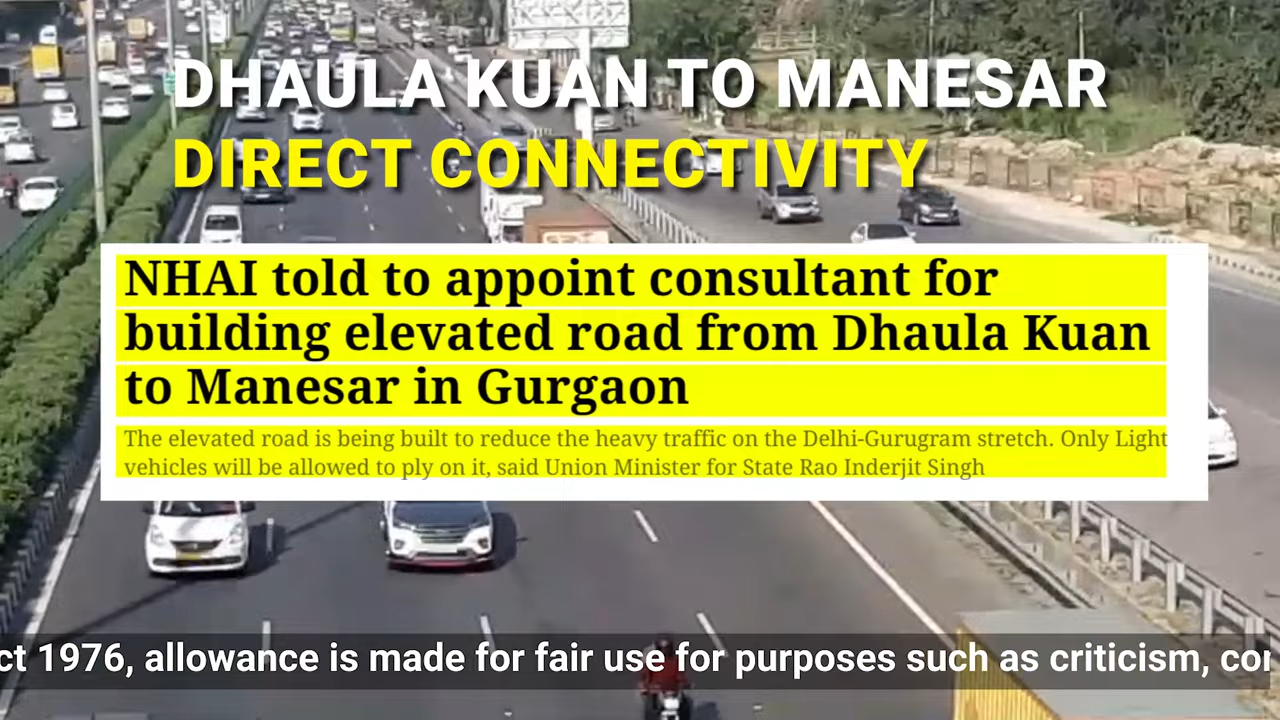 DHAULA KUAN TO MANESAR
DIRECT CONNECTIVITY
NHAI told to appoint consultant for
building elevated road from Dhaula Kuan
to Manesar in Gurgaon
The elevated road is being built to reduce the heavy traffic on the Delhi-Gurugram stretch. Only Light
vehicles will be allowed to ply on it, said Union Minister for State Rao Inderjit Singh
ct 1976, allowance is made for fair use for purposes such as criticism, cor